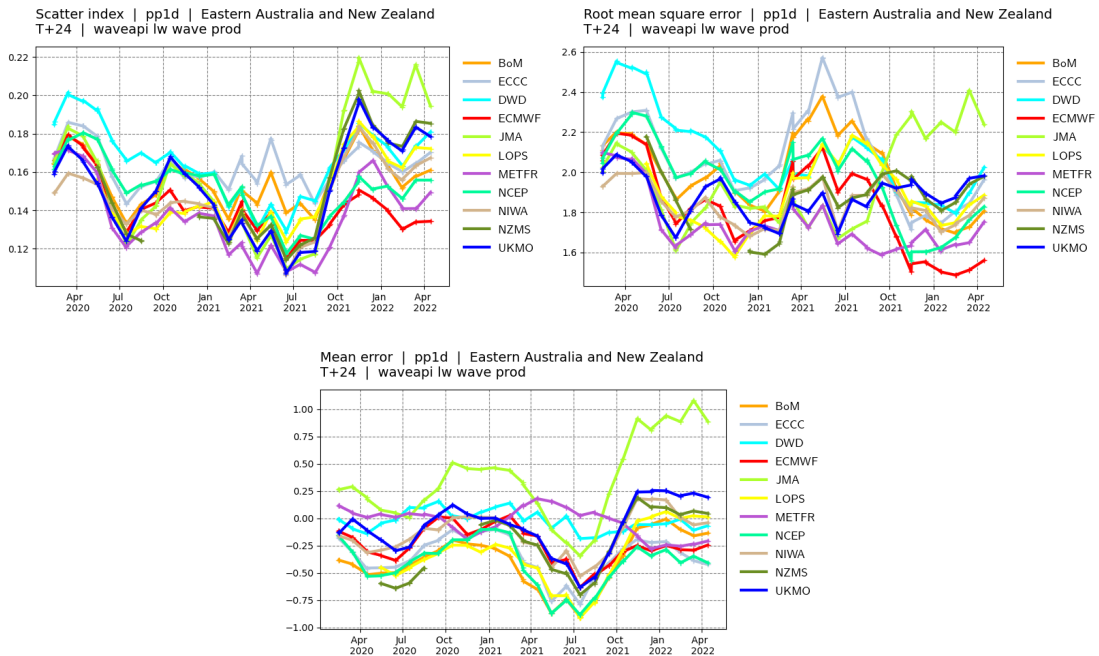 Scatter index | pp1d | Eastern Australia and New Zealand
T+24 | waveapi lw wave prod
0.22
0.20
0.18
0.16
0.14
0.12
Apr 2020
Jul 2020
Oct 2020
Jan 2021
Apr 2021
Jul 2021
Oct 2021
Jan 2022
Apr 2022
BoM
ECCC
DWD
ECMWF
JMA
LOPS
METFR
NCEP
NIWA
NZMS
UKMO
Root mean square error | pp1d | Eastern Australia and New Zealand
T+24 | waveapi lw wave prod
2.6
2.4
2.2
2.0
1.8
1.6
Apr 2020
Jul 2020
Oct 2020
Jan 2021
Apr 2021
Jul 2021
Oct 2021
Jan 2022
Apr 2022
BoM
ECCC
DWD
ECMWF
JMA
LOPS
METFR
NCEP
NIWA
NZMS
UKMO
Mean error | pp1d | Eastern Australia and New Zealand
T+24 | waveapi lw wave prod
1.00
0.75
0.50
0.25
0.00
−0.25
−0.50
−0.75
−1.00
Apr 2020
Jul 2020
Oct 2020
Jan 2021
Apr 2021
Jul 2021
Oct 2021
Jan 2022
Apr 2022
BoM
ECCC
DWD
ECMWF
JMA
LOPS
METFR
NCEP
NIWA
NZMS
UKMO